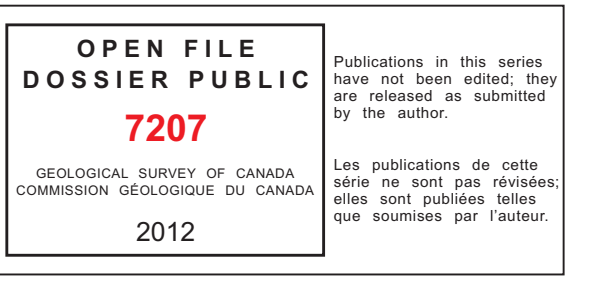 OPEN FILE
DOSSIER PUBLIC
7207
GEOLOGICAL SURVEY OF CANADA
COMMISSION GÉOLOGIQUE DU CANADA
2012
Publications in this series
have not been edited; they
are released as submitted
by the author.
Les publications de cette
série ne sont pas révisées;
elles sont publiées telles
que soumises par l'auteur.